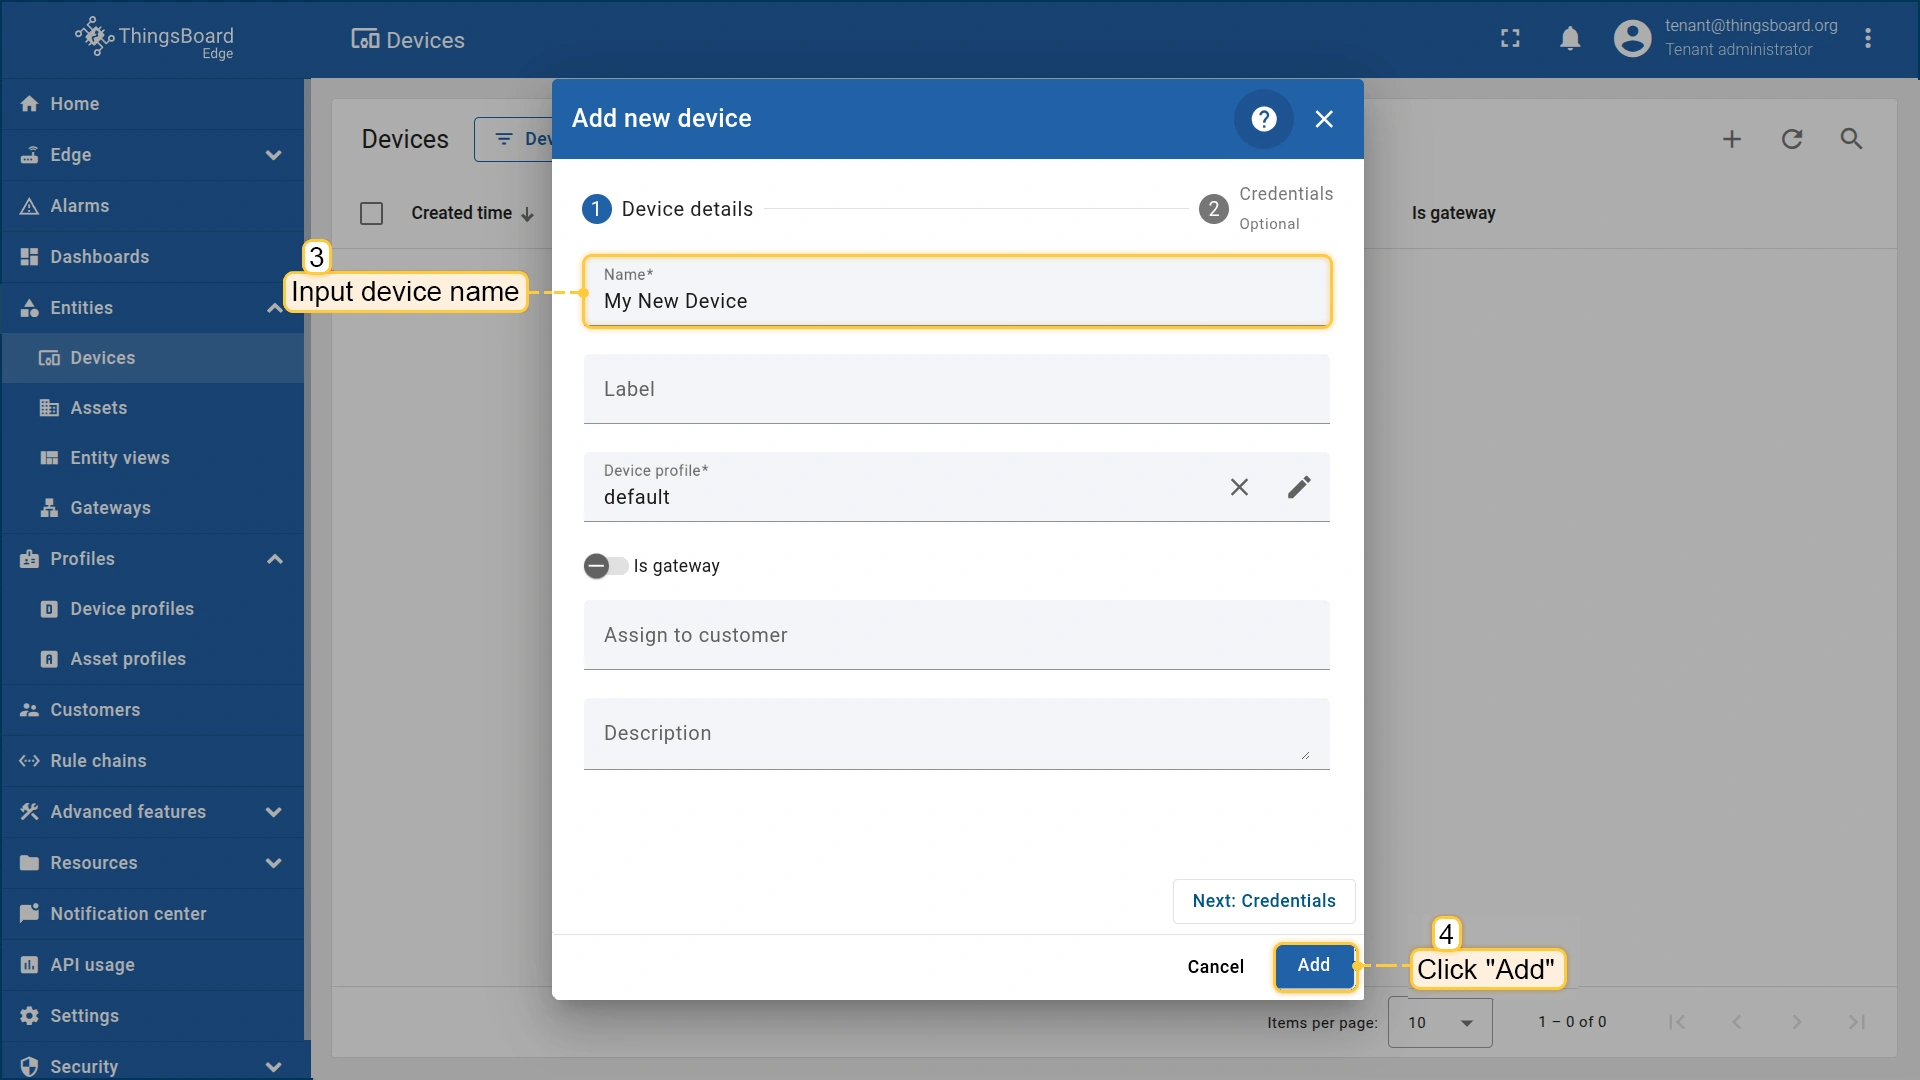 ThingsBoard
Edge
Devices
tenant@thingsboard.org
Tenant administrator
Home
Edge
Alarms
Dashboards
Entities
Devices
Assets
Entity views
Gateways
Profiles
Device profiles
Asset profiles
Customers
Rule chains
Advanced features
Resources
Notification center
API usage
Settings
Security
Devices
Dev
Created time
Is gateway
Add new device
?
1
Device details
2
Credentials
Optional
3
Input device name
Name*
My New Device
Label
Device profile*
default
Is gateway
Assign to customer
Description
Next: Credentials
Cancel
Add
4
Click "Add"
Items per page:
10
1 – 0 of 0